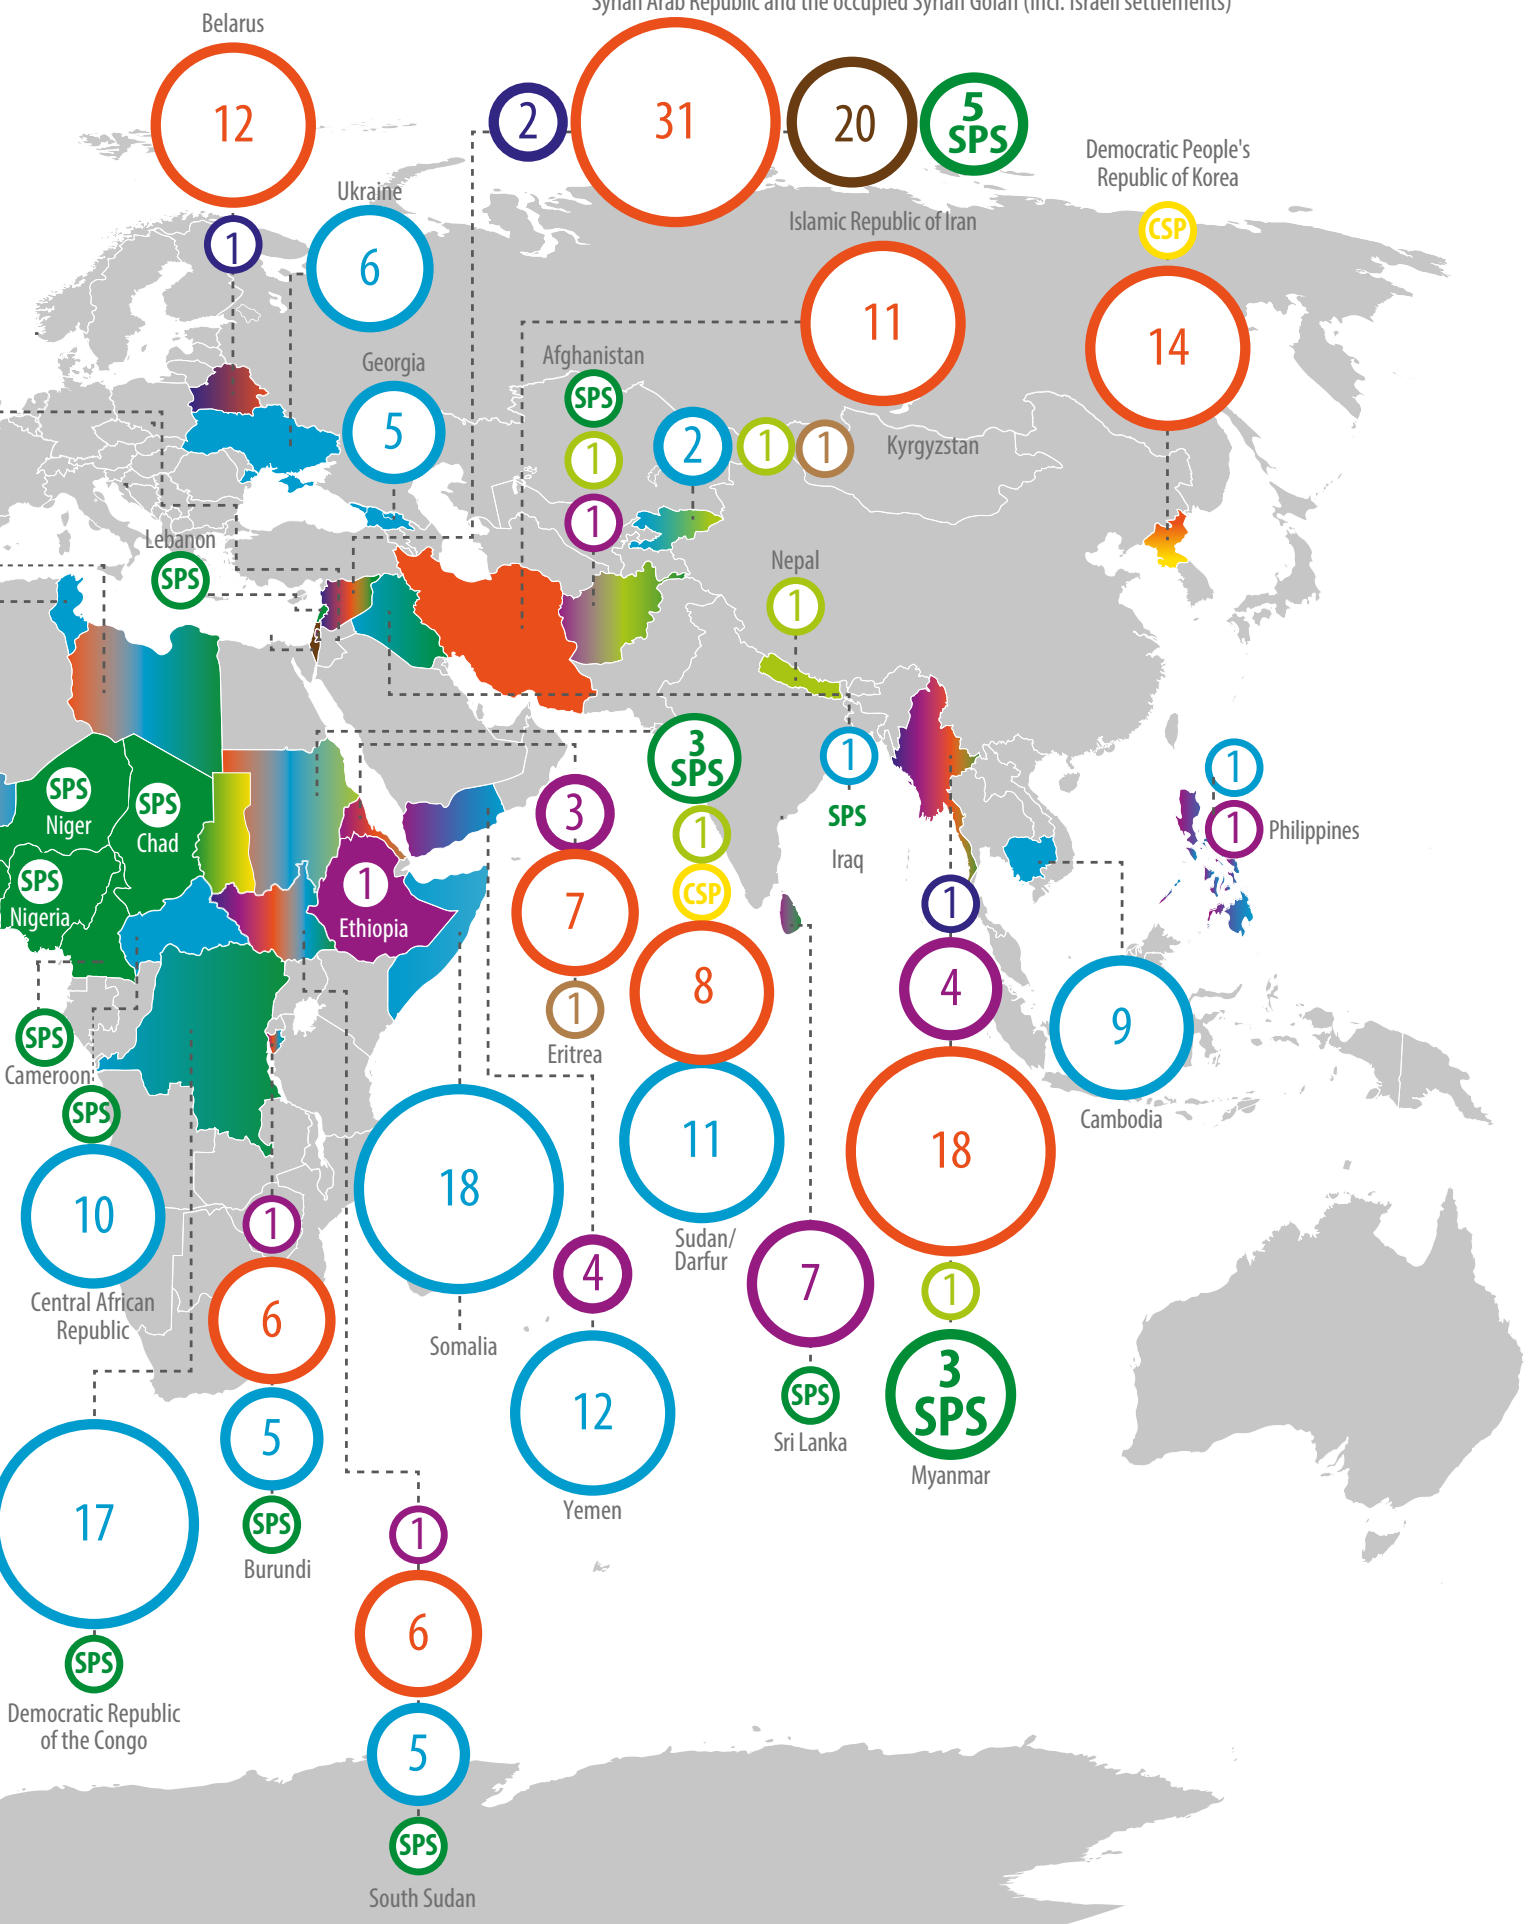 Syrian Arab Republic and the occupied Syrian Golan (incl. Israeli settlements)
Belarus
12
1
2
31
20
5
SPS
Democratic People's
Republic of Korea
CSP
14
Ukraine
6
Islamic Republic of Iran
11
Georgia
5
Afghanistan
SPS
1
1
2
1
1
Kyrgyzstan
Lebanon
SPS
Nepal
1
SPS
Niger
SPS
Chad
SPS
Nigeria
1
Ethiopia
3
7
1
Eritrea
3
SPS
1
CSP
8
11
Sudan/
Darfur
1
SPS
Iraq
1
1
Philippines
1
4
18
1
3
SPS
Myanmar
9
Cambodia
SPS
Cameroon
SPS
10
Central African
Republic
1
6
5
SPS
Burundi
18
Somalia
4
12
Yemen
7
SPS
Sri Lanka
17
SPS
Democratic Republic
of the Congo
1
6
5
SPS
South Sudan